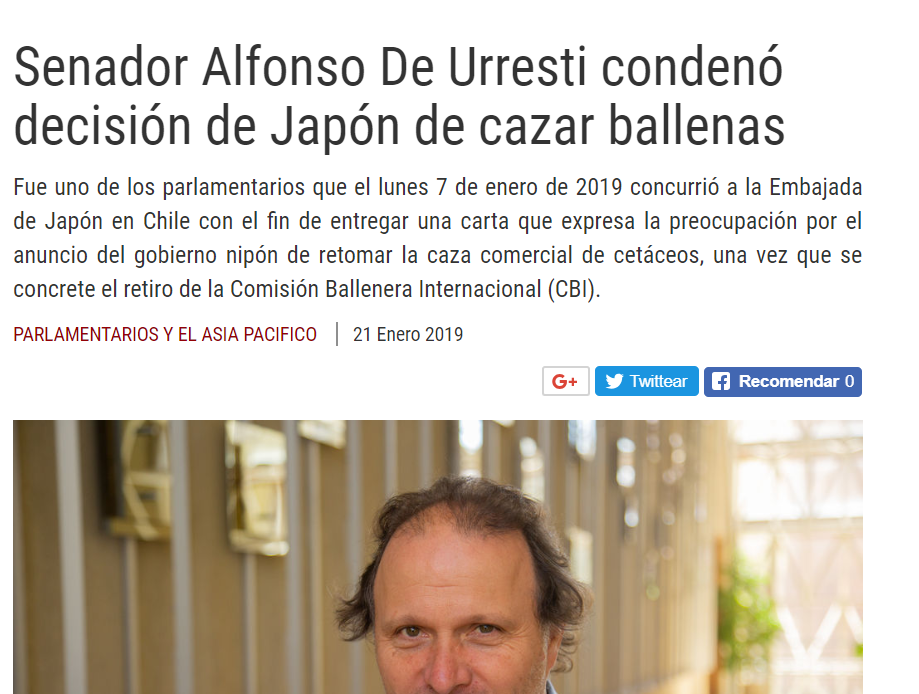 Senador Alfonso De Urresti condenó
decisión de Japón de cazar ballenas
Fue uno de los parlamentarios que el lunes 7 de enero de 2019 concurrió a la Embajada
de Japón en Chile con el fin de entregar una carta que expresa la preocupación por el
anuncio del gobierno nipón de retomar la caza comercial de cetáceos, una vez que se
concrete el retiro de la Comisión Ballenera Internacional (CBI).
PARLAMENTARIOS Y EL ASIA PACIFICO | 21 Enero 2019
G+ Twittear Recomendar 0